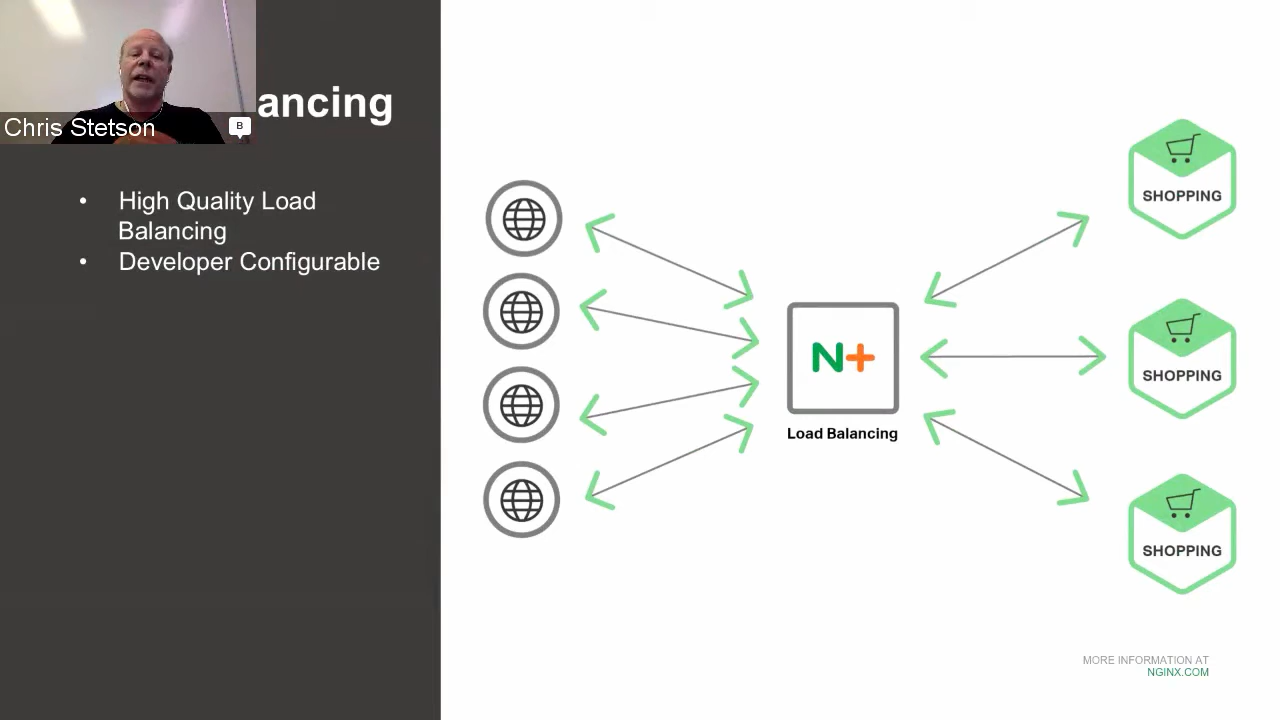 ancing
Chris Stetson
B
• High Quality Load
Balancing
• Developer Configurable
N+
Load Balancing
SHOPPING
SHOPPING
SHOPPING
MORE INFORMATION AT
NGINX.COM